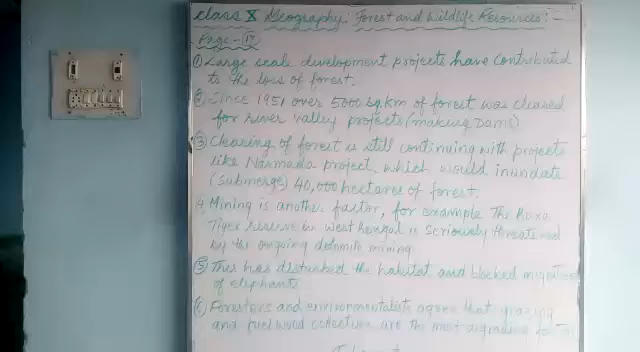 class X Geography: Forest and Wildlife Resources:-
Page-
① Large scale development projects have contributed
to the loss of forest.
② Since 1951 over 5000 sq.km of forest was cleared
for river valley projects (making Dams)
③ Clearing of forest is still continuing with projects
like Narmada project, which would inundate
(submerge) 40,000 hectares of forest.
④ Mining is another factor, for example The Buxa
Tiger reserve in west Bengal is seriously threatened
by the ongoing dolomite mining
⑤ This has disturbed the habitat and blocked migration
of elephants
⑥ Foresters and environmentalists agree that grazing
and fuel wood collection are the most degrading